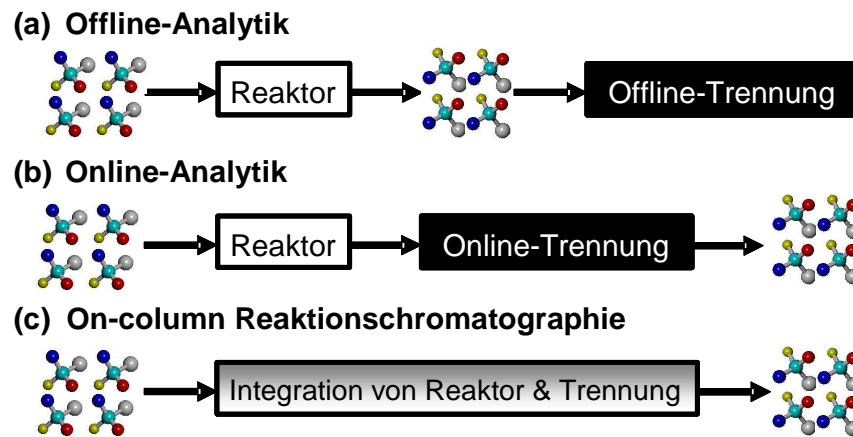 (a) Offline-Analytik
Reaktor
Offline-Trennung
(b) Online-Analytik
Reaktor
Online-Trennung
(c) On-column Reaktionschromatographie
Integration von Reaktor & Trennung